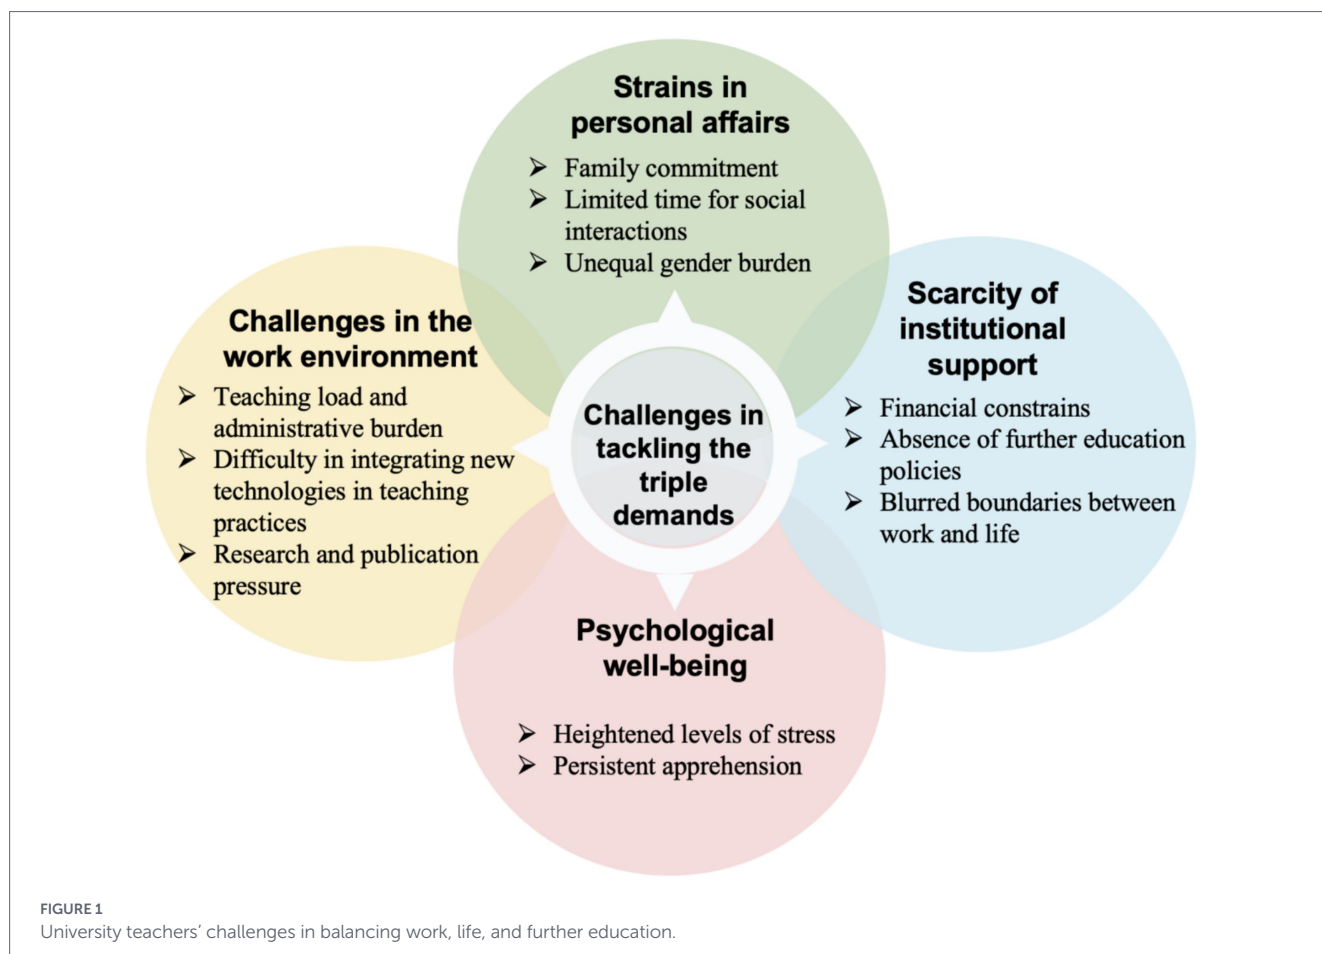 Strains in
personal affairs
➢ Family commitment
➢ Limited time for social
interactions
➢ Unequal gender burden
Challenges in the
work environment
➢ Teaching load and
administrative burden
➢ Difficulty in integrating new
technologies in teaching
practices
➢ Research and publication
pressure
Challenges in
tackling the
triple
demands
Scarcity of
institutional
support
➢ Financial constrains
➢ Absence of further education
policies
➢ Blurred boundaries between
work and life
Psychological
well-being
➢ Heightened levels of stress
➢ Persistent apprehension
FIGURE 1
University teachers’ challenges in balancing work, life, and further education.